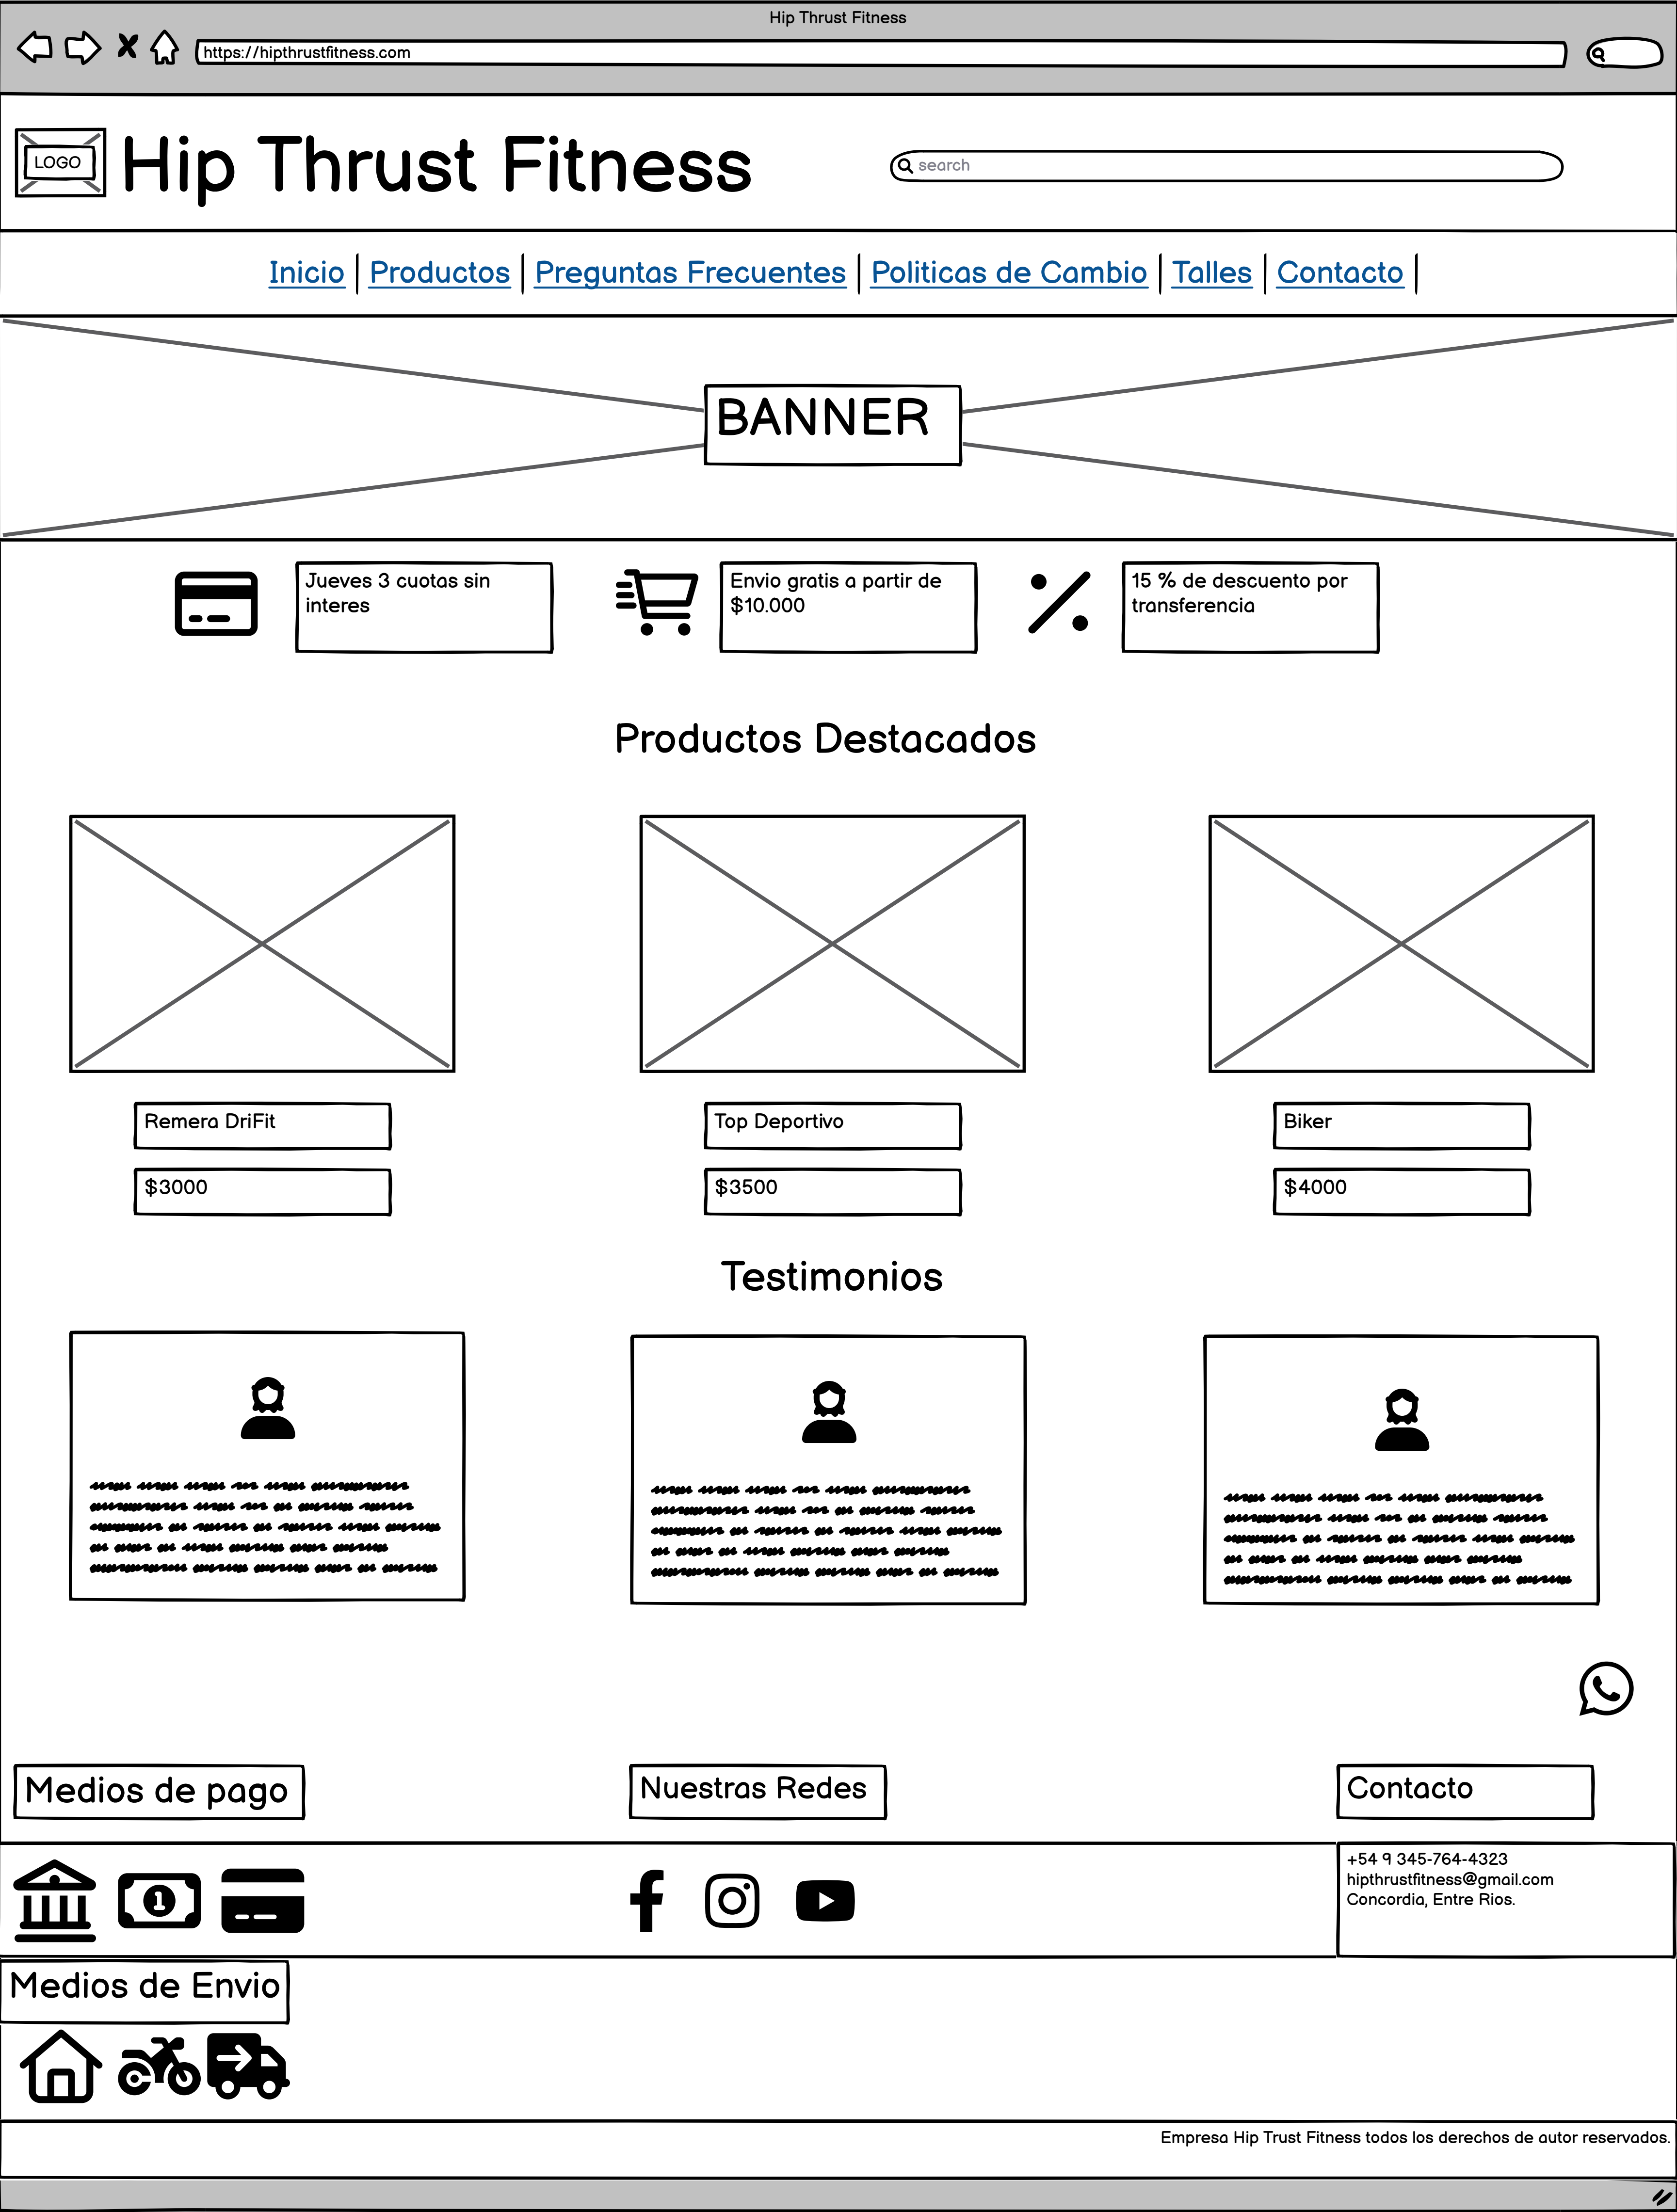 Hip Thrust Fitness
https://hipthrustfitness.com
LOGO
Hip Thrust Fitness
search
Inicio | Productos | Preguntas Frecuentes | Politicas de Cambio | Talles | Contacto |
BANNER
Jueves 3 cuotas sin
interes
Envio gratis a partir de
$10.000
15 % de descuento por
transferencia
Productos Destacados
Remera DriFit
$3000
Top Deportivo
$3500
Biker
$4000
Testimonios
Medios de pago
Nuestras Redes
Contacto
1
+54 9 345-764-4323
hipthrustfitness@gmail.com
Concordia, Entre Rios.
Medios de Envio
Empresa Hip Trust Fitness todos los derechos de autor reservados.